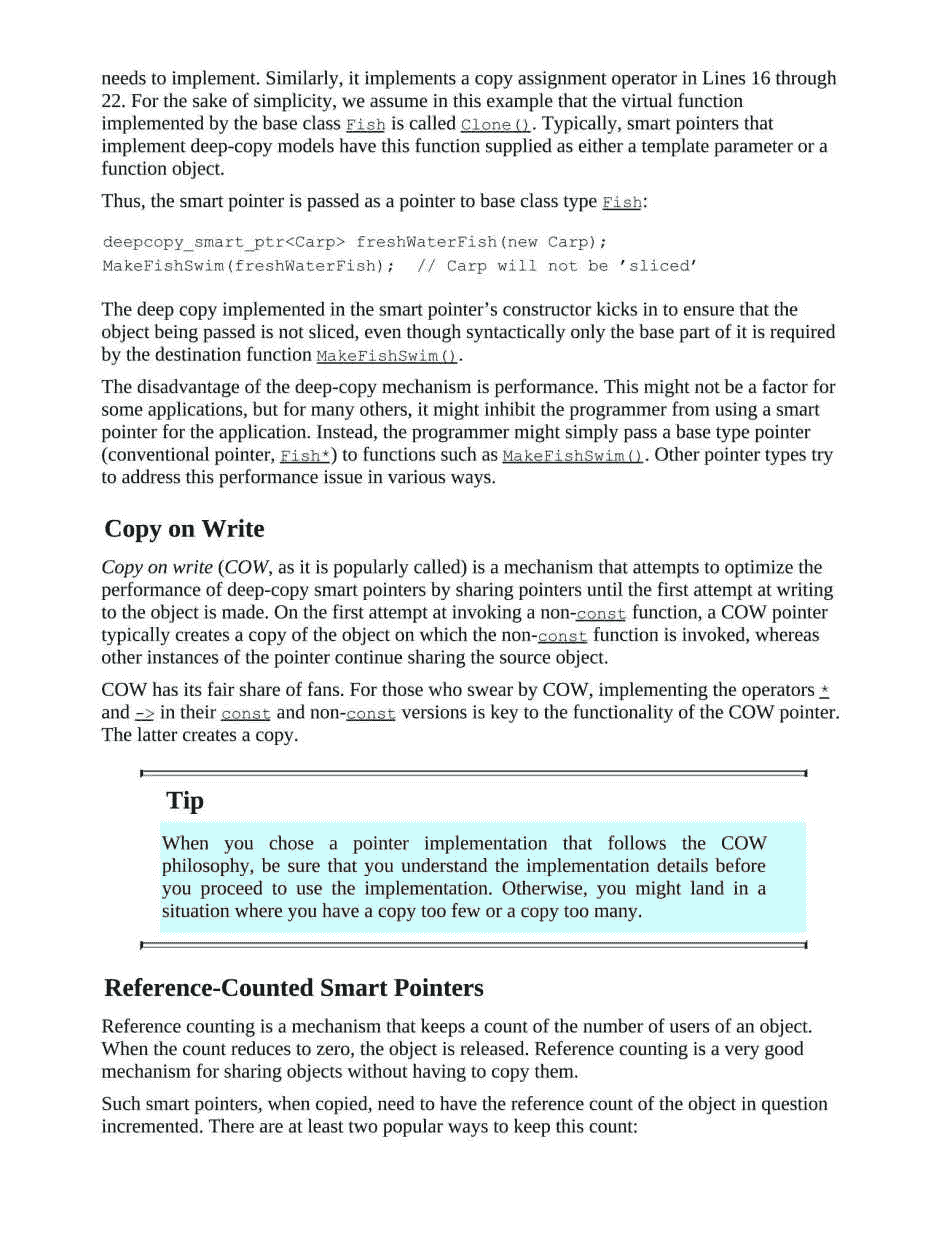 needs to implement. Similarly, it implements a copy assignment operator in Lines 16 through
22. For the sake of simplicity, we assume in this example that the virtual function
implemented by the base class Fish is called Clone(). Typically, smart pointers that
implement deep-copy models have this function supplied as either a template parameter or a
function object.
Thus, the smart pointer is passed as a pointer to base class type Fish:
deepcopy_smart_ptr<Carp> freshWaterFish(new Carp);
MakeFishSwim(freshWaterFish);  // Carp will not be ’sliced’
The deep copy implemented in the smart pointer’s constructor kicks in to ensure that the
object being passed is not sliced, even though syntactically only the base part of it is required
by the destination function MakeFishSwim().
The disadvantage of the deep-copy mechanism is performance. This might not be a factor for
some applications, but for many others, it might inhibit the programmer from using a smart
pointer for the application. Instead, the programmer might simply pass a base type pointer
(conventional pointer, Fish*) to functions such as MakeFishSwim(). Other pointer types try
to address this performance issue in various ways.
Copy on Write
Copy on write (COW, as it is popularly called) is a mechanism that attempts to optimize the
performance of deep-copy smart pointers by sharing pointers until the first attempt at writing
to the object is made. On the first attempt at invoking a non-const function, a COW pointer
typically creates a copy of the object on which the non-const function is invoked, whereas
other instances of the pointer continue sharing the source object.
COW has its fair share of fans. For those who swear by COW, implementing the operators *
and -> in their const and non-const versions is key to the functionality of the COW pointer.
The latter creates a copy.
Tip
When you chose a pointer implementation that follows the COW
philosophy, be sure that you understand the implementation details before
you proceed to use the implementation. Otherwise, you might land in a
situation where you have a copy too few or a copy too many.
Reference-Counted Smart Pointers
Reference counting is a mechanism that keeps a count of the number of users of an object.
When the count reduces to zero, the object is released. Reference counting is a very good
mechanism for sharing objects without having to copy them.
Such smart pointers, when copied, need to have the reference count of the object in question
incremented. There are at least two popular ways to keep this count: